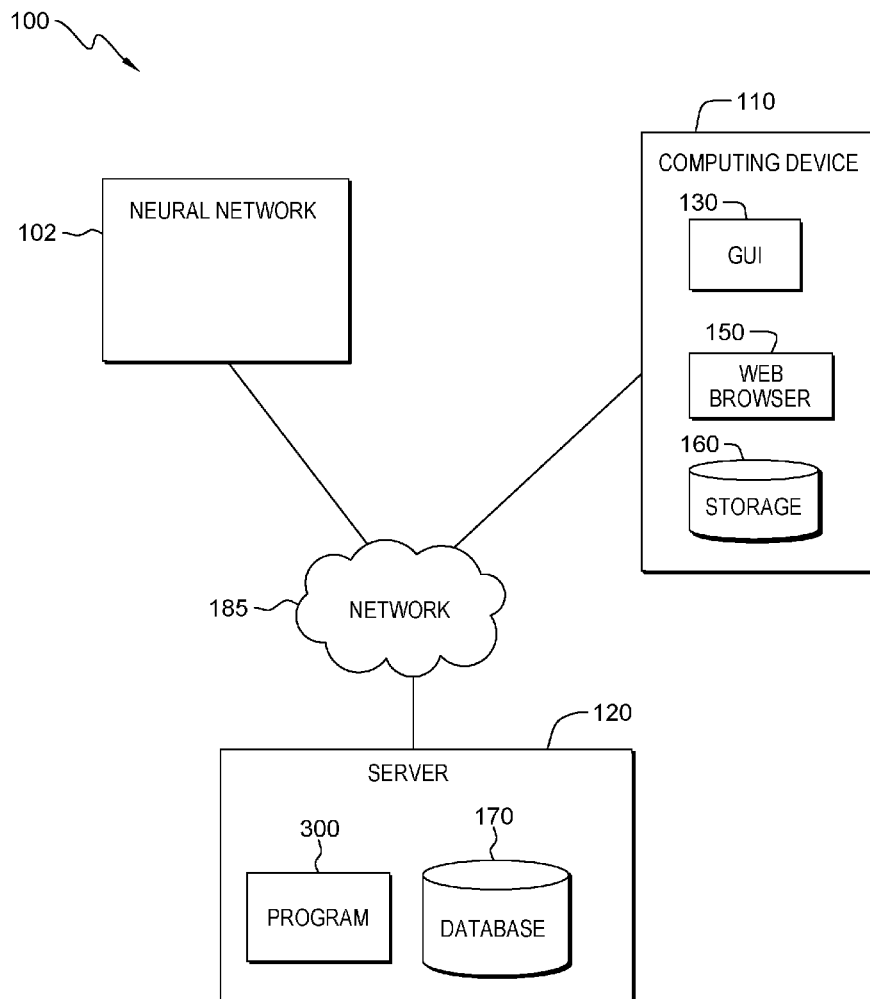 100
110
COMPUTING DEVICE
130
GUI
NEURAL NETWORK
102
150
WEB
BROWSER
160
STORAGE
185
NETWORK
120
SERVER
300
PROGRAM
170
DATABASE